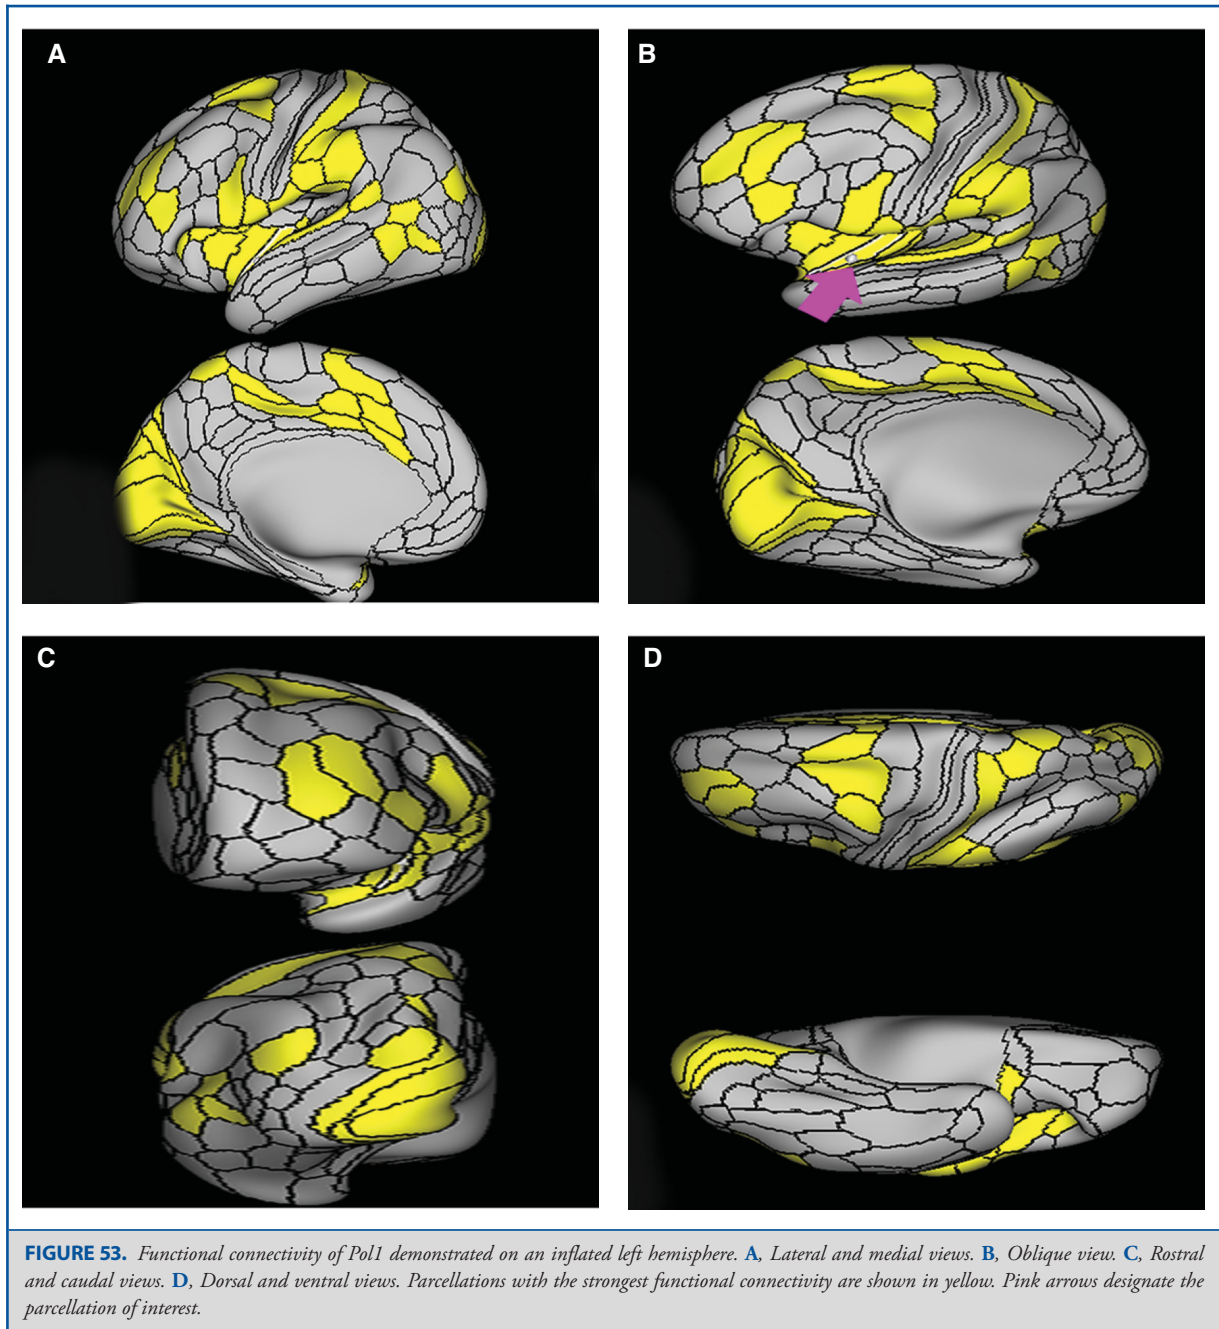 A
B
C
D
FIGURE 53. Functional connectivity of Pol1 demonstrated on an inflated left hemisphere. A, Lateral and medial views. B, Oblique view. C, Rostral
and caudal views. D, Dorsal and ventral views. Parcellations with the strongest functional connectivity are shown in yellow. Pink arrows designate the
parcellation of interest.